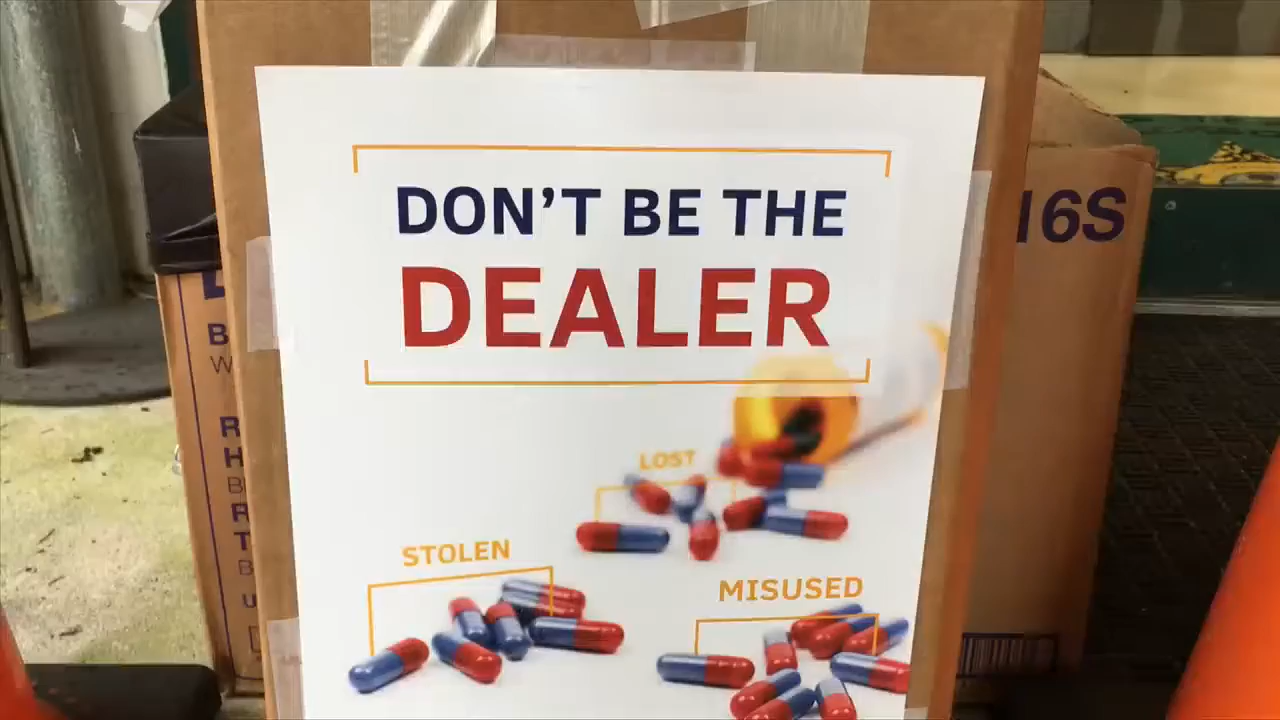 DON'T BE THE
DEALER
LOST
STOLEN
MISUSED
16S
B
W
R
H
B
R
T
B
U